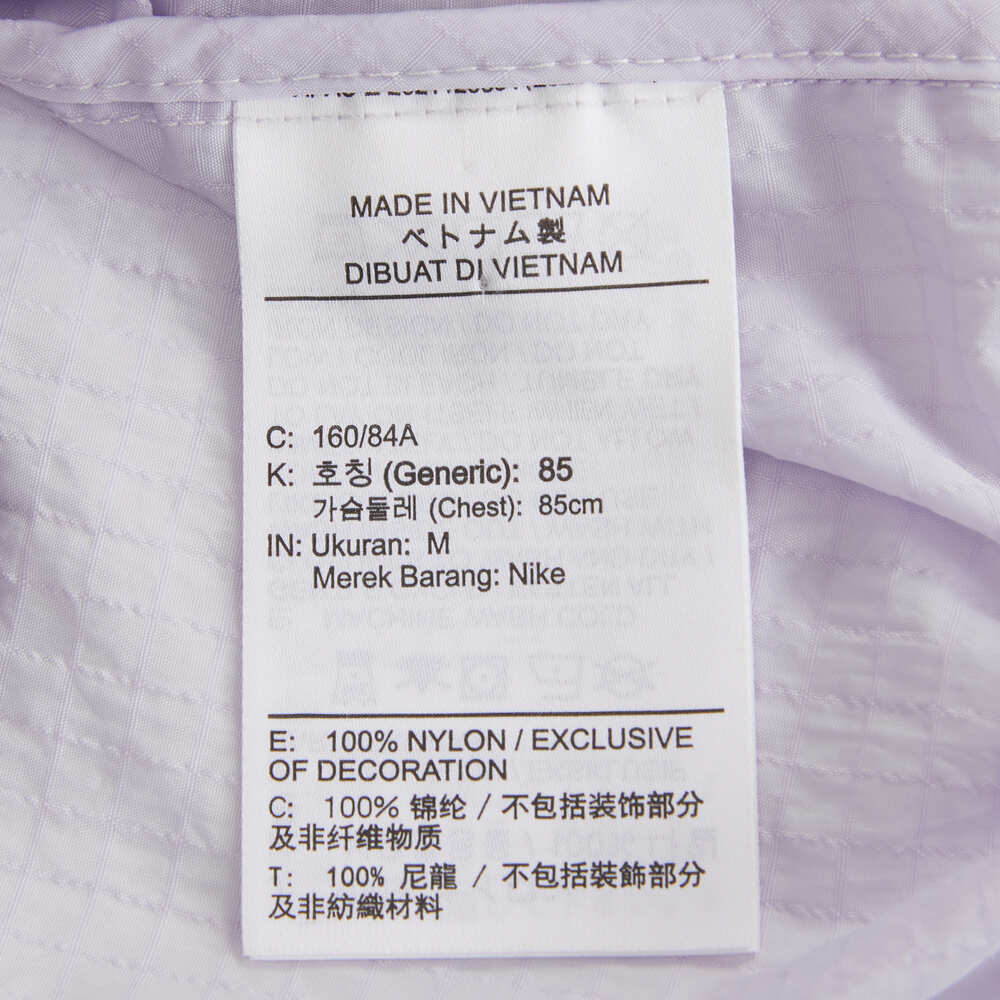 MADE IN VIETNAM
ベトナム製
DIBUAT DI VIETNAM
C: 160/84A
K: 호칭 (Generic): 85
가슴둘레 (Chest): 85cm
IN: Ukuran: M
Merek Barang: Nike
E: 100% NYLON / EXCLUSIVE
OF DECORATION
C: 100% 锦纶 / 不包括装饰部分
及非纤维物质
T: 100% 尼龍 / 不包括裝飾部分
及非紡織材料